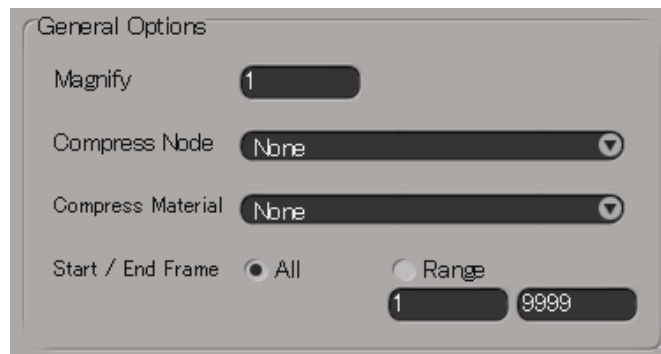 General Options
Magnify 1
Compress Node None
Compress Material None
Start / End Frame All Range
1 9999